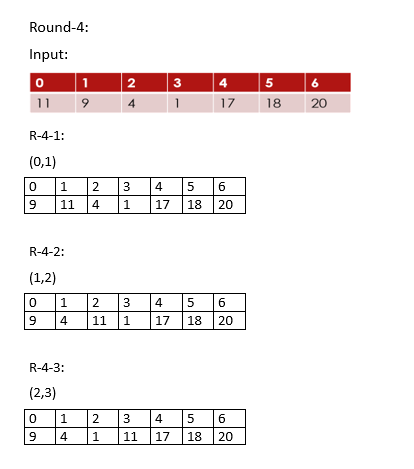 Round-4:
Input:
0 1 2 3 4 5 6
11 9 4 1 17 18 20
R-4-1:
(0,1)
0 1 2 3 4 5 6
9 11 4 1 17 18 20
R-4-2:
(1,2)
0 1 2 3 4 5 6
9 4 11 1 17 18 20
R-4-3:
(2,3)
0 1 2 3 4 5 6
9 4 1 11 17 18 20